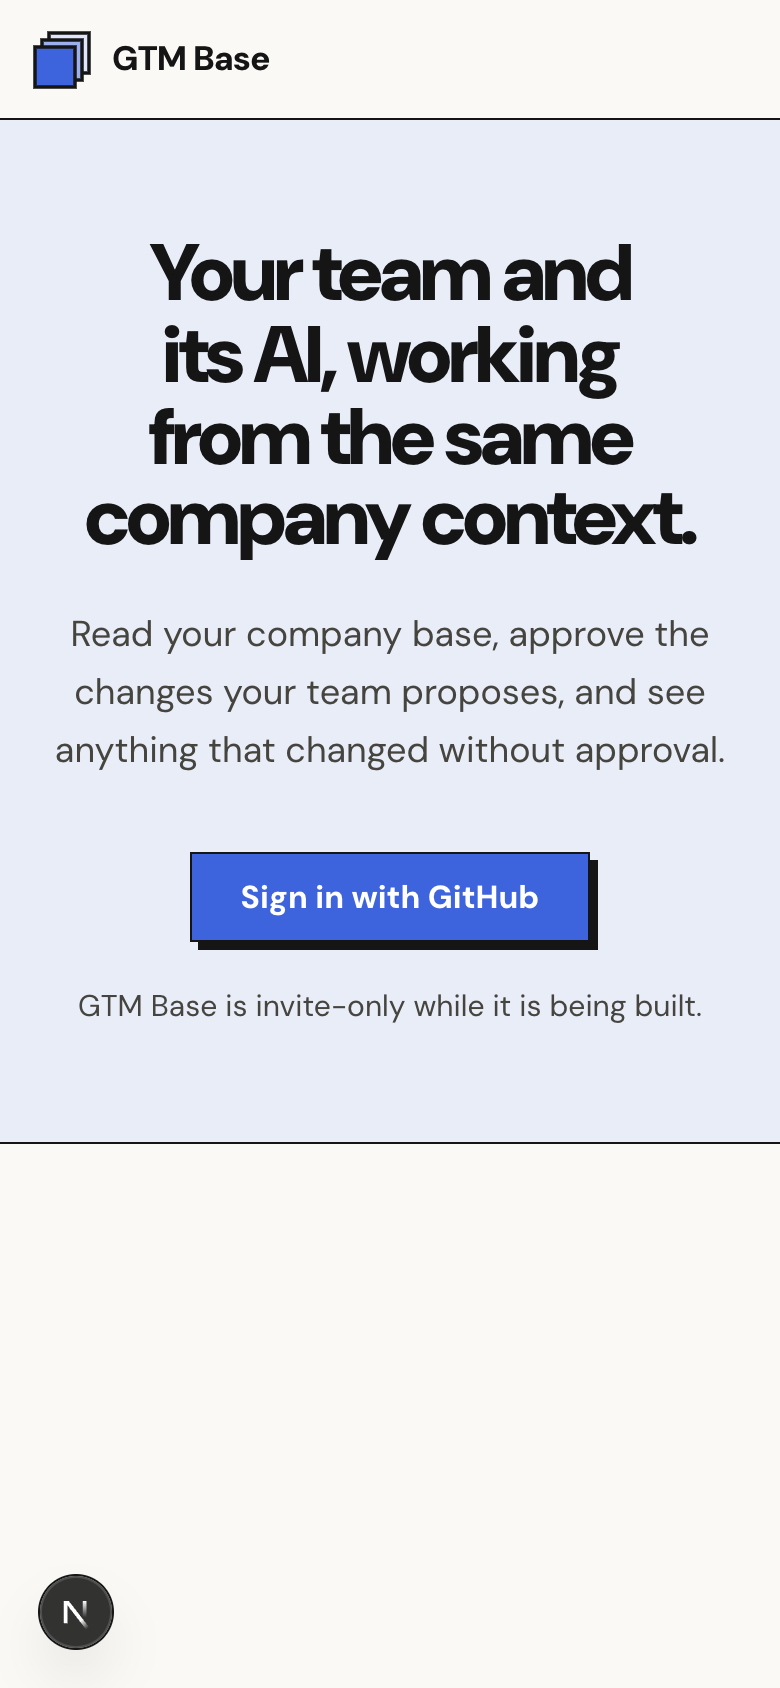 GTM Base
Your team and
its AI, working
from the same
company context.
Read your company base, approve the
changes your team proposes, and see
anything that changed without approval.
Sign in with GitHub
GTM Base is invite-only while it is being built.
N